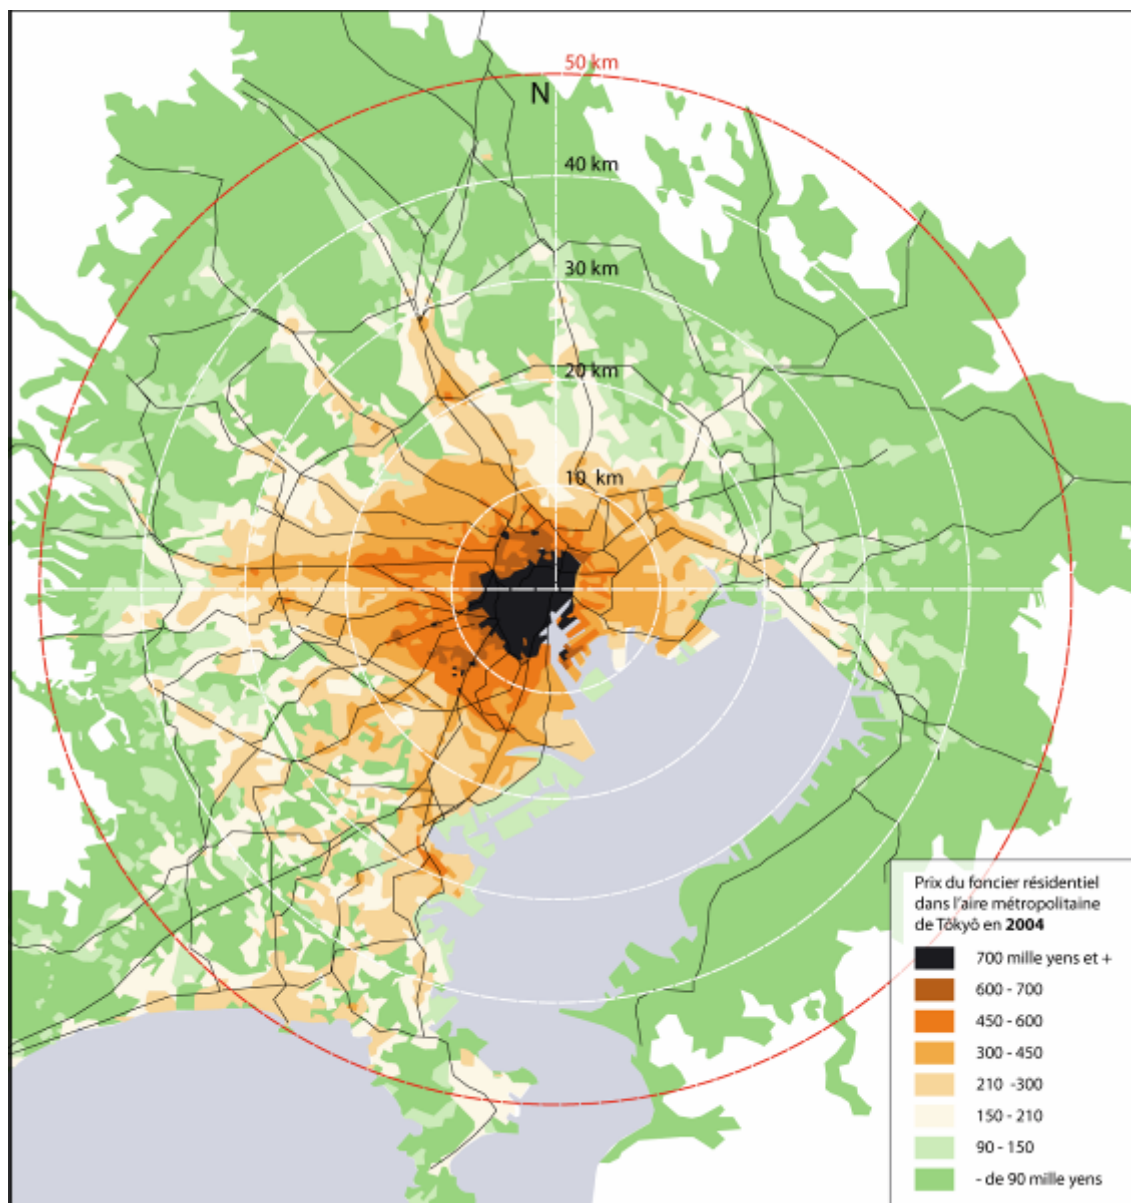 50 km
N
40 km
30 km
20 km
10 km
Prix du foncier résidentiel
dans l'aire métropolitaine
de Tôkyô en 2004
700 mille yens et +
600 - 700
450 - 600
300 - 450
210 -300
150 - 210
90 - 150
- de 90 mille yens